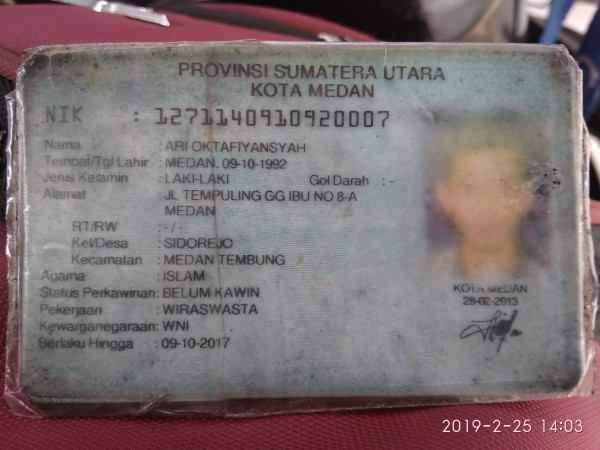 PROVINSI SUMATERA UTARA
KOTA MEDAN
NIK : 1271140910920007
Nama : ARI OKTAFIYANSYAH
Tempat/Tgl Lahir : MEDAN, 09-10-1992
Jenis Kelamin : LAKI-LAKI Gol Darah : -
Alamat : JL TEMPULING GG IBU NO 8-A
MEDAN
RT/RW : -/-
Kel/Desa : SIDOREJO
Kecamatan : MEDAN TEMBUNG
Agama : ISLAM
Status Perkawinan: BELUM KAWIN
Pekerjaan : WIRASWASTA
Kewarganegaraan: WNI
Berlaku Hingga : 09-10-2017
KOTA MEDAN
28-02-2013
2019-2-25 14:03